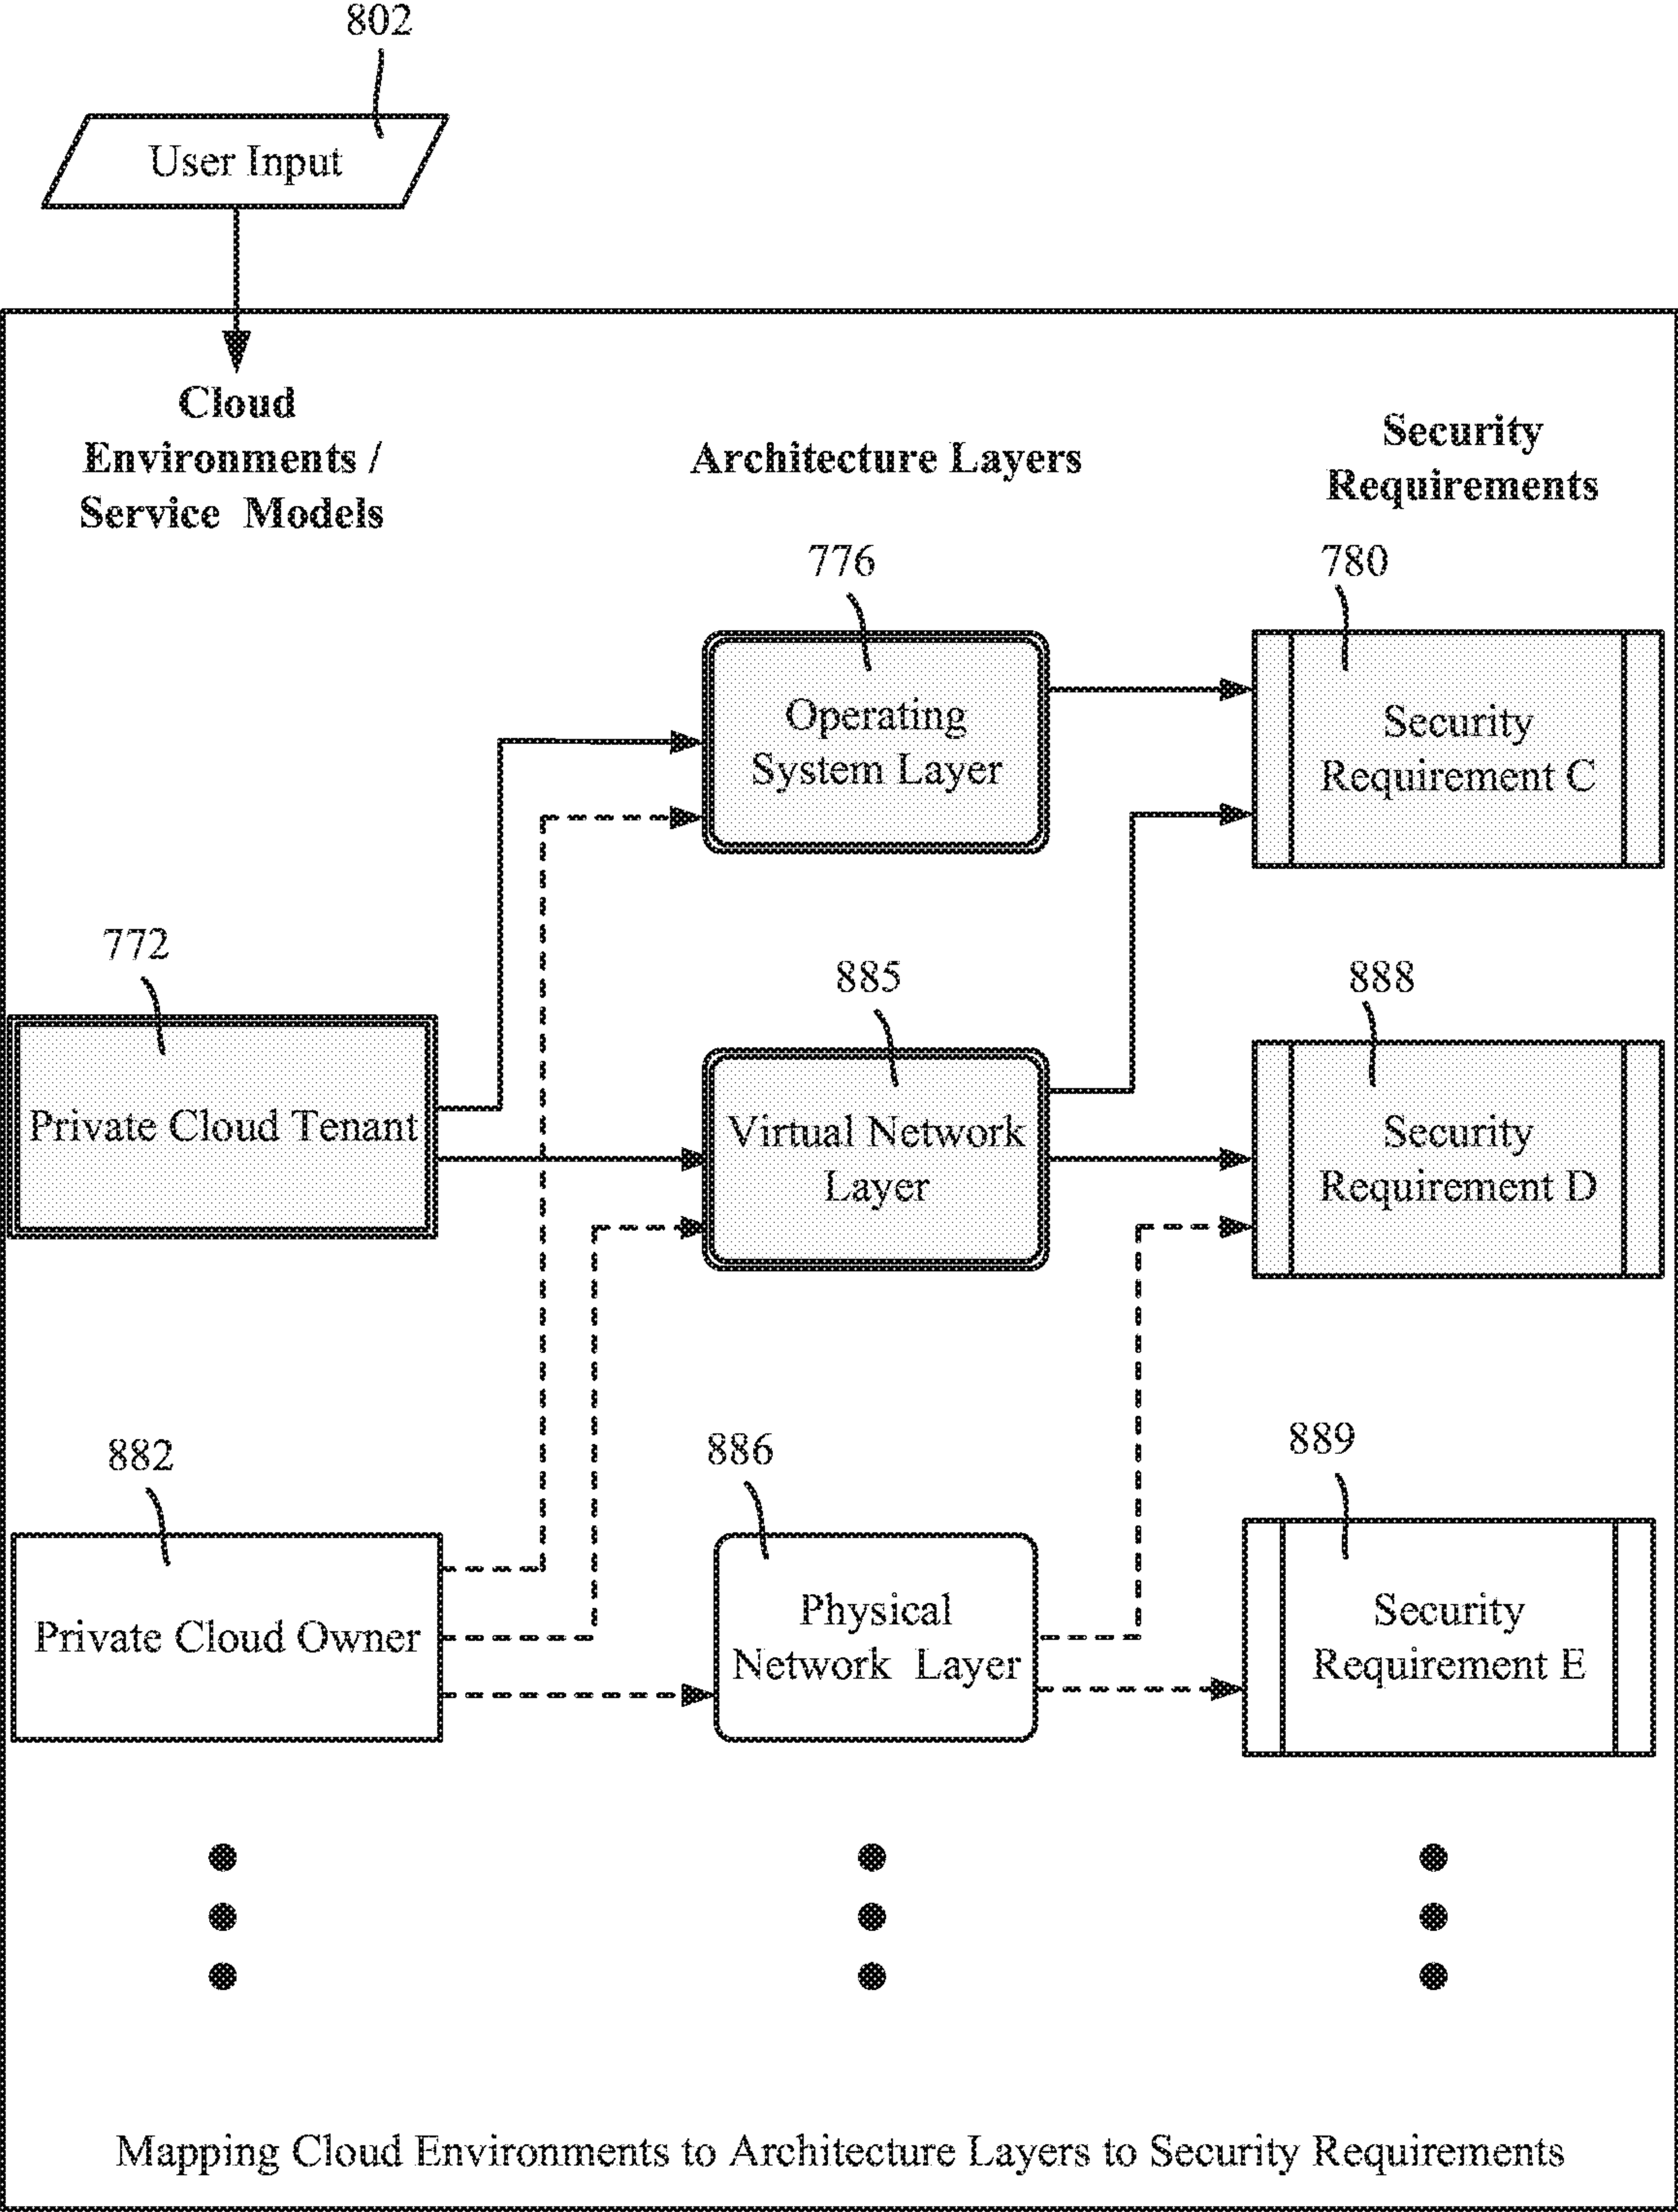 802
User Input
Cloud
Environments /
Service Models
Architecture Layers
Security
Requirements
776
780
Operating
System Layer
Security
Requirement C
772
885
888
Private Cloud Tenant
Virtual Network
Layer
Security
Requirement D
882
886
889
Private Cloud Owner
Physical
Network Layer
Security
Requirement E
Mapping Cloud Environments to Architecture Layers to Security Requirements